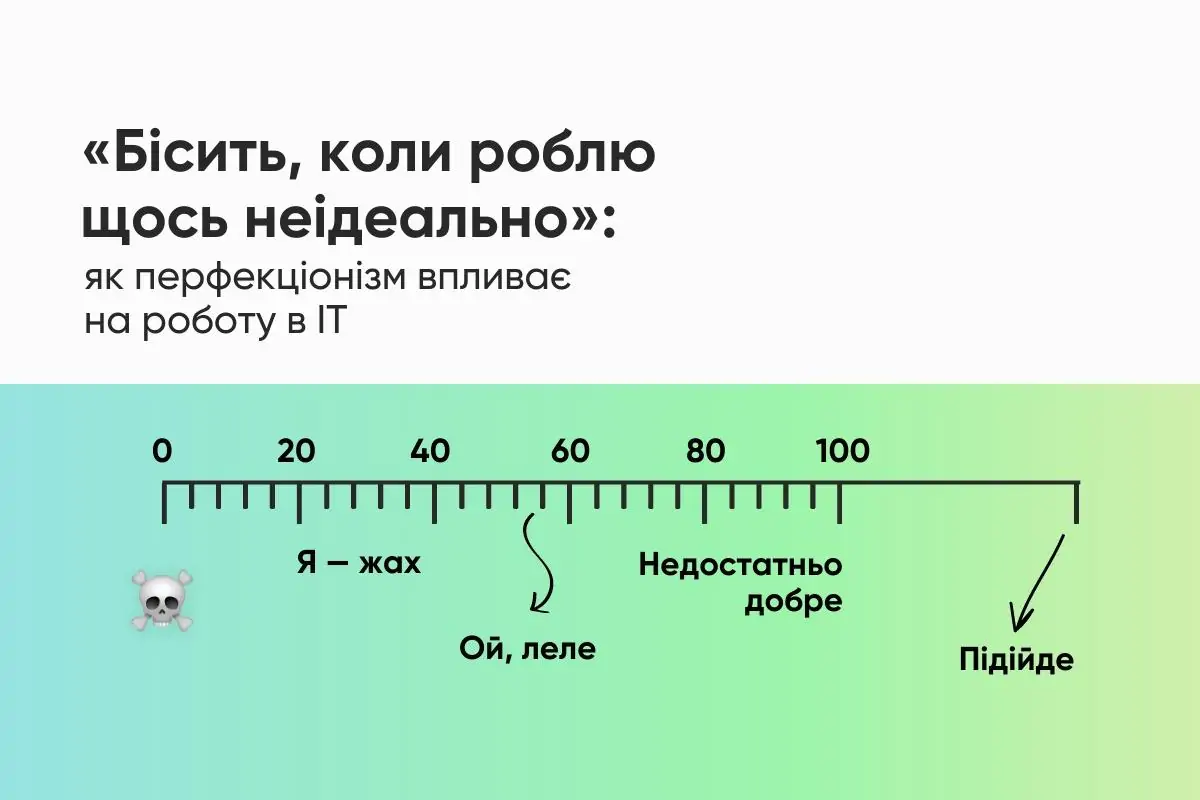 «Бісить, коли роблю
щось неідеально»:
як перфекціонізм впливає
на роботу в ІТ
0 20 40 60 80 100
Я — жах
Недостатньо
добре
Ой, леле
Підійде